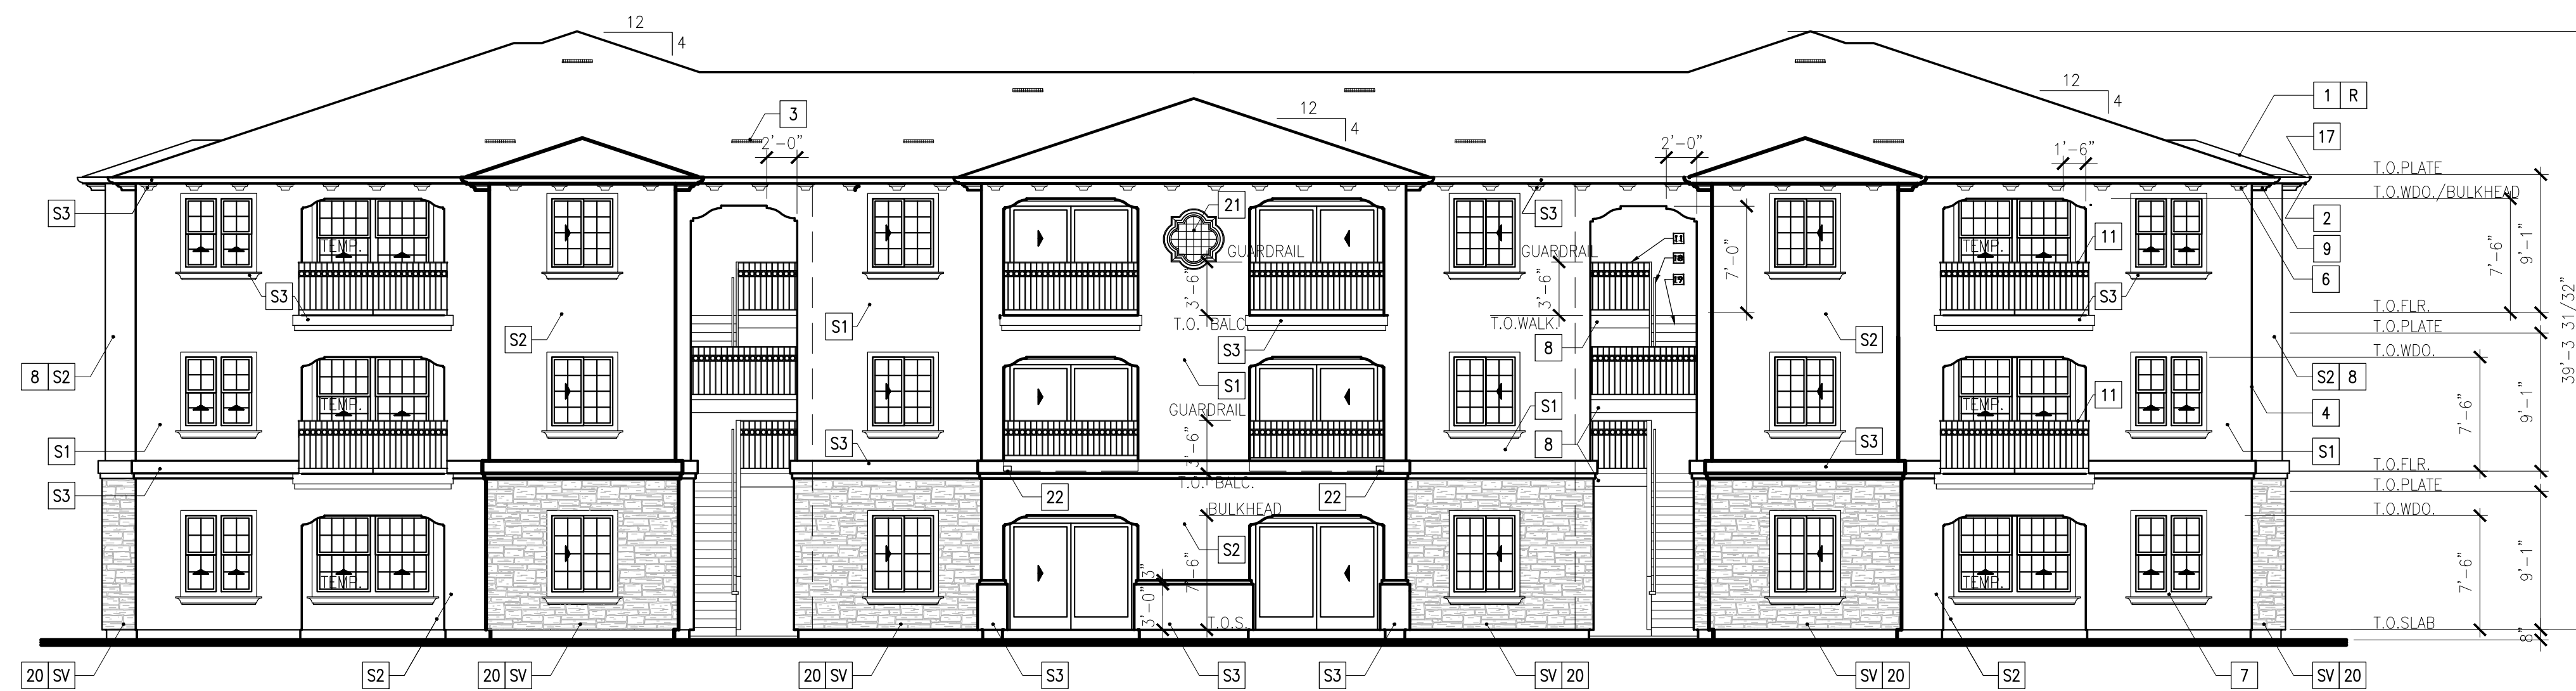 12
4
12
1 R
3
12
4
4
17
2'-0"
2'-0"
1'-6"
T.O.PLATE
T.O.WDO./BULKHEAD
S3
21
S3
2
TEMP.
GUARDRAIL
GUARDRAIL
11
18
19
TEMP.
11
9
6
7'-0"
7'-6"
9'-1"
S3
3'-6"
3'-6"
S3
T.O.FLR.
S1
S2
T.O. BALC.
T.O.WALK.
S2
T.O.PLATE
39'-3 31/32"
S3
8
T.O.WDO.
8 S2
S1
S2 8
TEMP.
GUARDRAIL
S1
TEMP.
11
4
S1
S3
3'-6"
8
S3
7'-6"
9'-1"
S1
T.O.FLR.
S3
22
T.O. BALC.
22
T.O.PLATE
BULKHEAD
T.O.WDO.
S2
TEMP.
7'-6"
3"
3'-0"
TEMP.
7'-6"
9'-1"
T.O.S.
T.O.SLAB
8"
20 SV
S2
20 SV
20 SV
S3
S3
S3
SV 20
SV 20
S2
7
SV 20